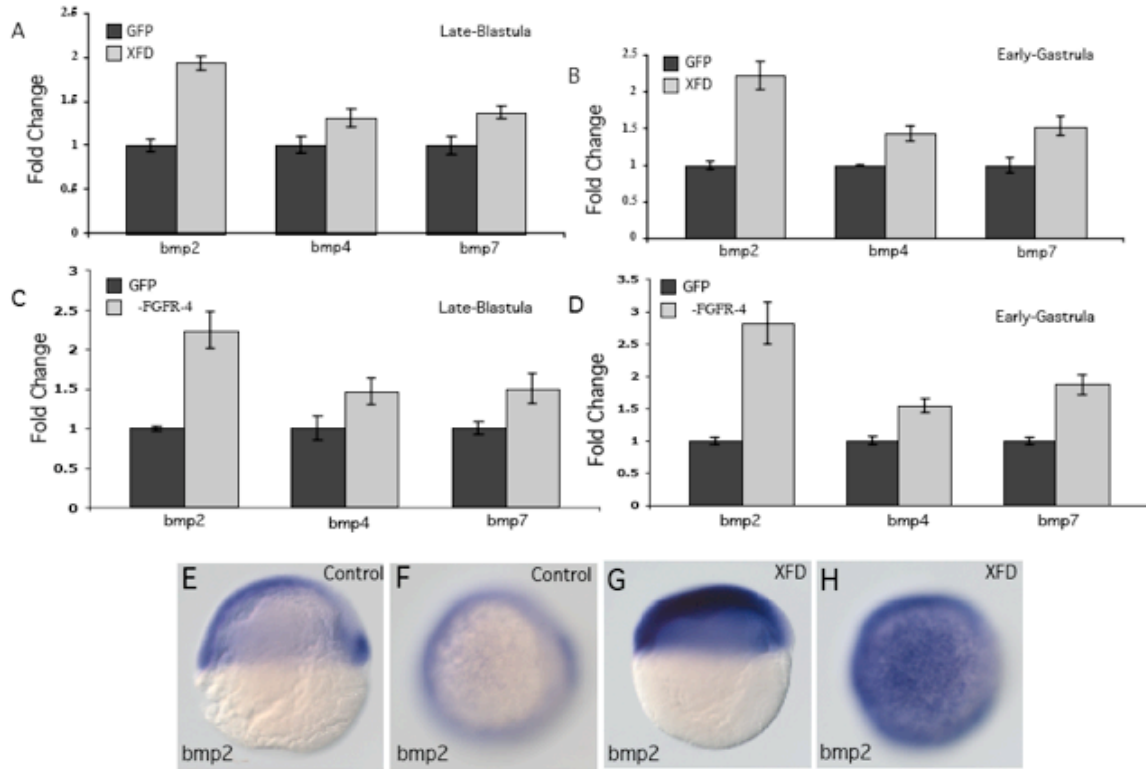 A
GFP
XFD
Late-Blastula
Fold Change
2.5
2
1.5
1
0.5
0
bmp2 bmp4 bmp7
B
GFP
XFD
Early-Gastrula
Fold Change
2.5
2
1.5
1
0.5
0
bmp2 bmp4 bmp7
C
GFP
-FGFR-4
Late-Blastula
Fold Change
3
2.5
2
1.5
1
0.5
0
bmp2 bmp4 bmp7
D
GFP
-FGFR-4
Early-Gastrula
Fold Change
3.5
3
2.5
2
1.5
1
0.5
0
bmp2 bmp4 bmp7
E Control
bmp2
F Control
bmp2
G XFD
bmp2
H XFD
bmp2